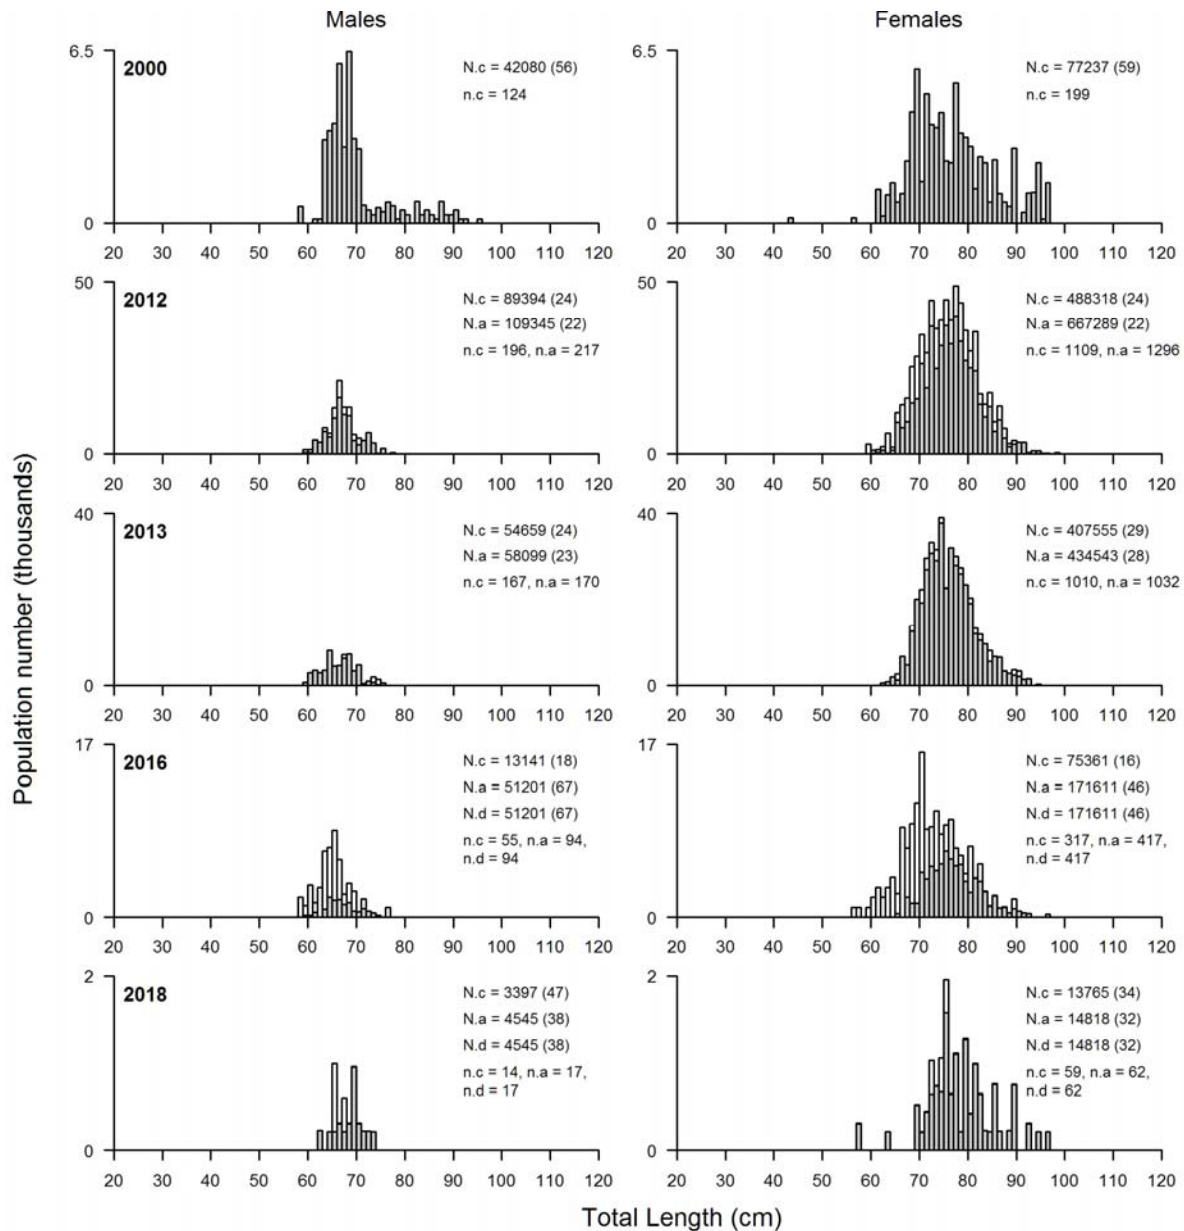 Males Females
6.5 2000 N.c = 42080 (56) 6.5 N.c = 77237 (59)
n.c = 124 n.c = 199
0 0
20 30 40 50 60 70 80 90 100 120 20 30 40 50 60 70 80 90 100 120
50 2012 N.c = 89394 (24) 50 N.c = 488318 (24)
N.a = 109345 (22) N.a = 667289 (22)
n.c = 196, n.a = 217 n.c = 1109, n.a = 1296
0 0
20 30 40 50 60 70 80 90 100 120 20 30 40 50 60 70 80 90 100 120
40 2013 N.c = 54659 (24) 40 N.c = 407555 (29)
N.a = 58099 (23) N.a = 434543 (28)
n.c = 167, n.a = 170 n.c = 1010, n.a = 1032
0 0
20 30 40 50 60 70 80 90 100 120 20 30 40 50 60 70 80 90 100 120
17 2016 N.c = 13141 (18) 17 N.c = 75361 (16)
N.a = 51201 (67) N.a = 171611 (46)
N.d = 51201 (67) N.d = 171611 (46)
n.c = 55, n.a = 94, n.c = 317, n.a = 417,
n.d = 94 n.d = 417
0 0
20 30 40 50 60 70 80 90 100 120 20 30 40 50 60 70 80 90 100 120
2 2018 N.c = 3397 (47) 2 N.c = 13765 (34)
N.a = 4545 (38) N.a = 14818 (32)
N.d = 4545 (38) N.d = 14818 (32)
n.c = 14, n.a = 17, n.c = 59, n.a = 62,
n.d = 17 n.d = 62
0 0
20 30 40 50 60 70 80 90 100 120 20 30 40 50 60 70 80 90 100 120
Population number (thousands)
Total Length (cm)